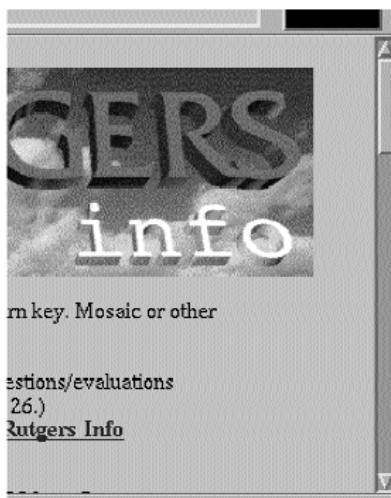 GERS
info
rn key. Mosaic or other
estions/evaluations
26.)
Rutgers Info